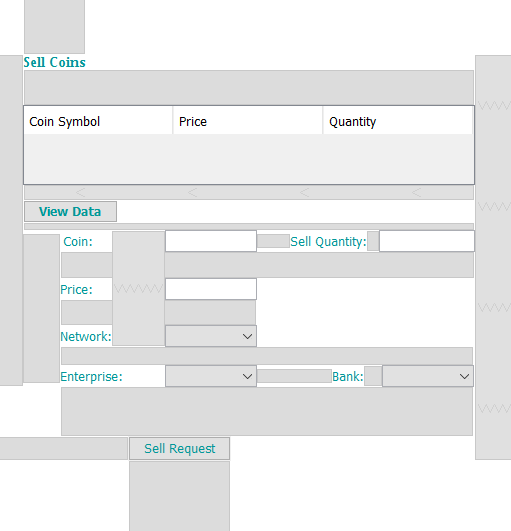 Sell Coins
Coin Symbol Price Quantity
View Data
Coin: Sell Quantity:
Price:
Network:
Enterprise: Bank:
Sell Request